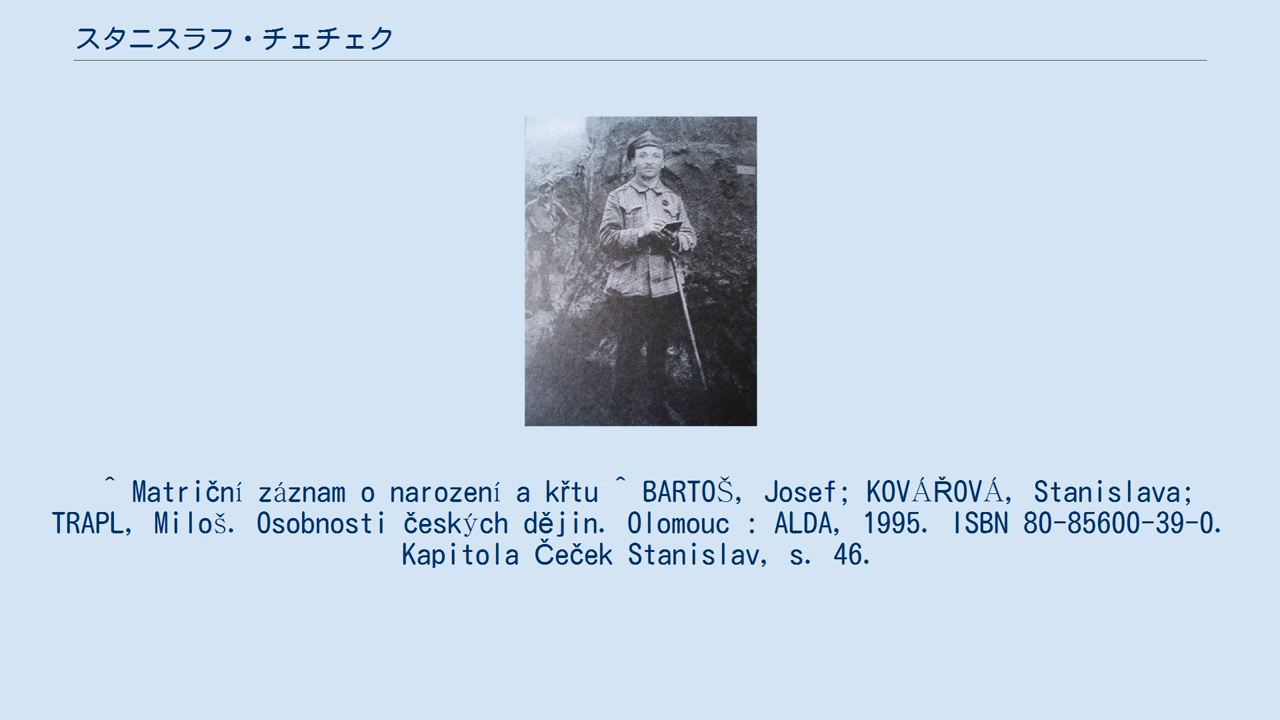 スタニスラフ・チェチェク
^ Matriční záznam o narození a křtu ^ BARTOŠ, Josef; KOVÁŘOVÁ, Stanislava;
TRAPL, Miloš. Osobnosti českých dějin. Olomouc : ALDA, 1995. ISBN 80-85600-39-0.
Kapitola Čeček Stanislav, s. 46.